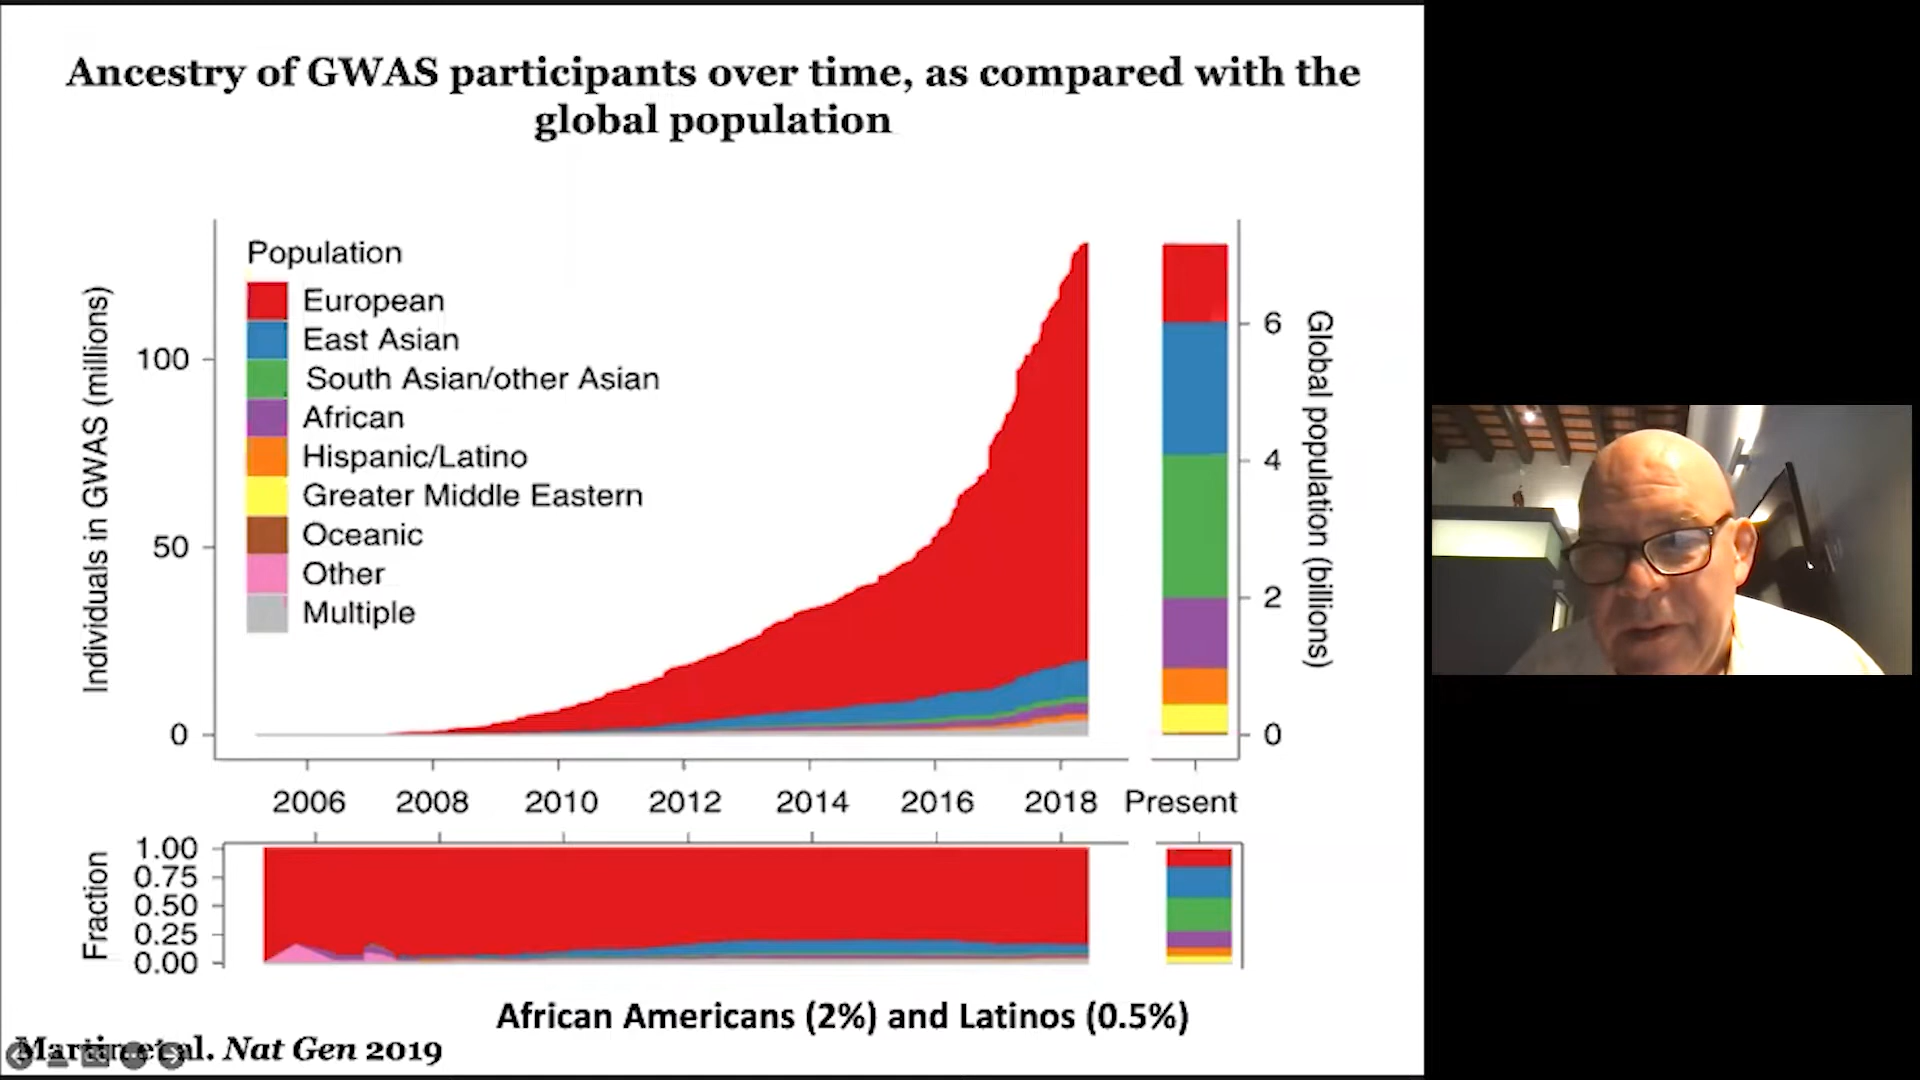 Ancestry of GWAS participants over time, as compared with the
global population
Population
European
East Asian
South Asian/other Asian
African
Hispanic/Latino
Greater Middle Eastern
Oceanic
Other
Multiple
Individuals in GWAS (millions)
100
50
0
6
4
2
0
Global population (billions)
2006 2008 2010 2012 2014 2016 2018 Present
Fraction
1.00
0.75
0.50
0.25
0.00
African Americans (2%) and Latinos (0.5%)
Martin et al. Nat Gen 2019